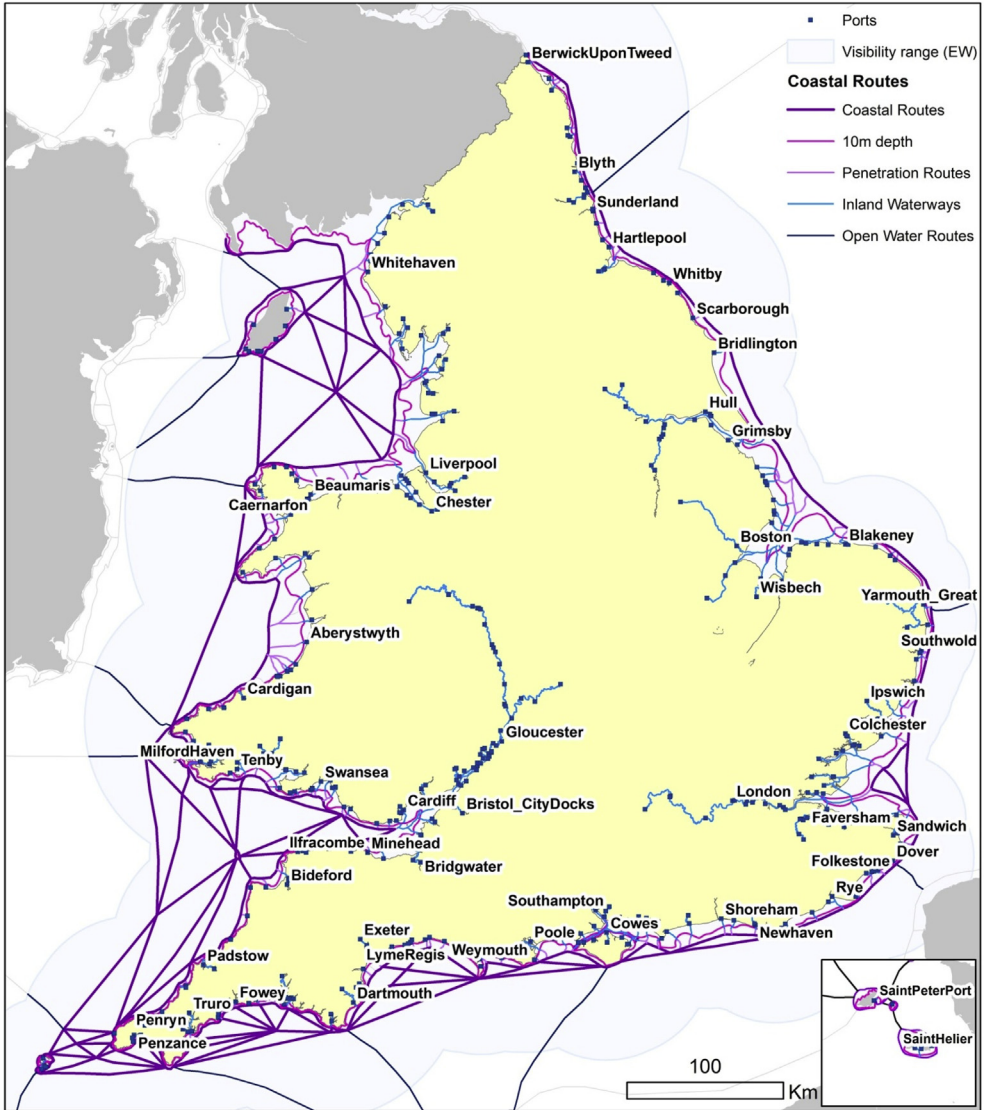 Ports
BerwickUponTweed
Visibility range (EW)
Coastal Routes
Coastal Routes
10m depth
Penetration Routes
Inland Waterways
Open Water Routes
Blyth
Sunderland
Hartlepool
Whitehaven
Whitby
Scarborough
Bridlington
Hull
Grimsby
Liverpool
Beaumaris
Chester
Caernarfon
Boston
Blakeney
Wisbech
Yarmouth_Great
Aberystwyth
Southwold
Cardigan
Ipswich
Colchester
Gloucester
MilfordHaven
Tenby
Swansea
London
Cardiff
Bristol_CityDocks
Faversham
Sandwich
Ilfracombe
Minehead
Dover
Bridgwater
Folkestone
Bideford
Rye
Southampton
Shoreham
Cowes
Exeter
Poole
Newhaven
LymeRegis
Weymouth
Padstow
Dartmouth
Fowey
Truro
Penryn
Penzance
SaintPeterPort
SaintHelier
100
Km